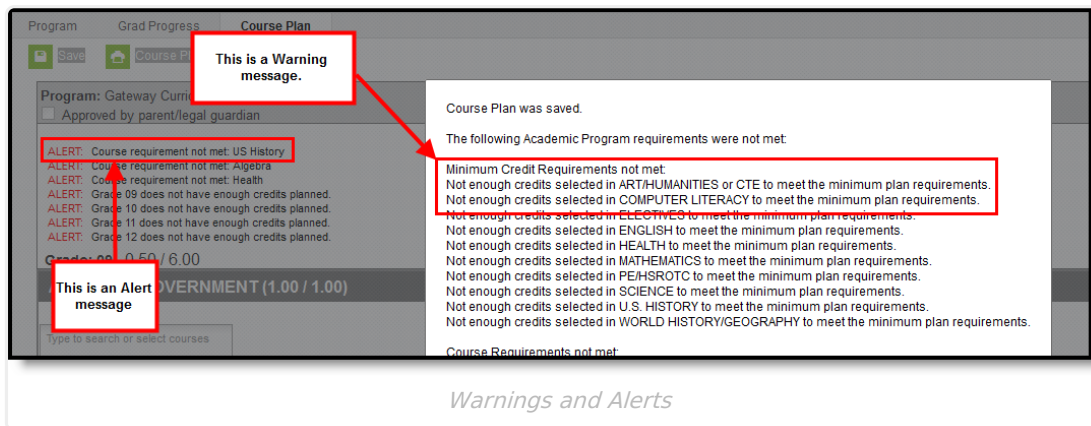 Program Grad Progress Course Plan
Save Course P
This is a Warning
message.
Program: Gateway Curri
Approved by parent/legal guardian
ALERT: Course requirement not met: US History
ALERT: Course requirement not met: Algebra
ALERT: Course requirement not met: Health
ALERT: Grade 09 does not have enough credits planned.
ALERT: Grade 10 does not have enough credits planned.
ALERT: Grade 11 does not have enough credits planned.
ALERT: Grade 12 does not have enough credits planned.
Grade: 09 0.50 / 6.00
This is an Alert
message
OVERNMENT (1.00 / 1.00)
Type to search or select courses
Course Plan was saved.
The following Academic Program requirements were not met:
Minimum Credit Requirements not met:
Not enough credits selected in ART/HUMANITIES or CTE to meet the minimum plan requirements.
Not enough credits selected in COMPUTER LITERACY to meet the minimum plan requirements.
Not enough credits selected in ELECTIVES to meet the minimum plan requirements.
Not enough credits selected in ENGLISH to meet the minimum plan requirements.
Not enough credits selected in HEALTH to meet the minimum plan requirements.
Not enough credits selected in MATHEMATICS to meet the minimum plan requirements.
Not enough credits selected in PE/HSROTC to meet the minimum plan requirements.
Not enough credits selected in SCIENCE to meet the minimum plan requirements.
Not enough credits selected in U.S. HISTORY to meet the minimum plan requirements.
Not enough credits selected in WORLD HISTORY/GEOGRAPHY to meet the minimum plan requirements.
Course Requirements not met:
Warnings and Alerts